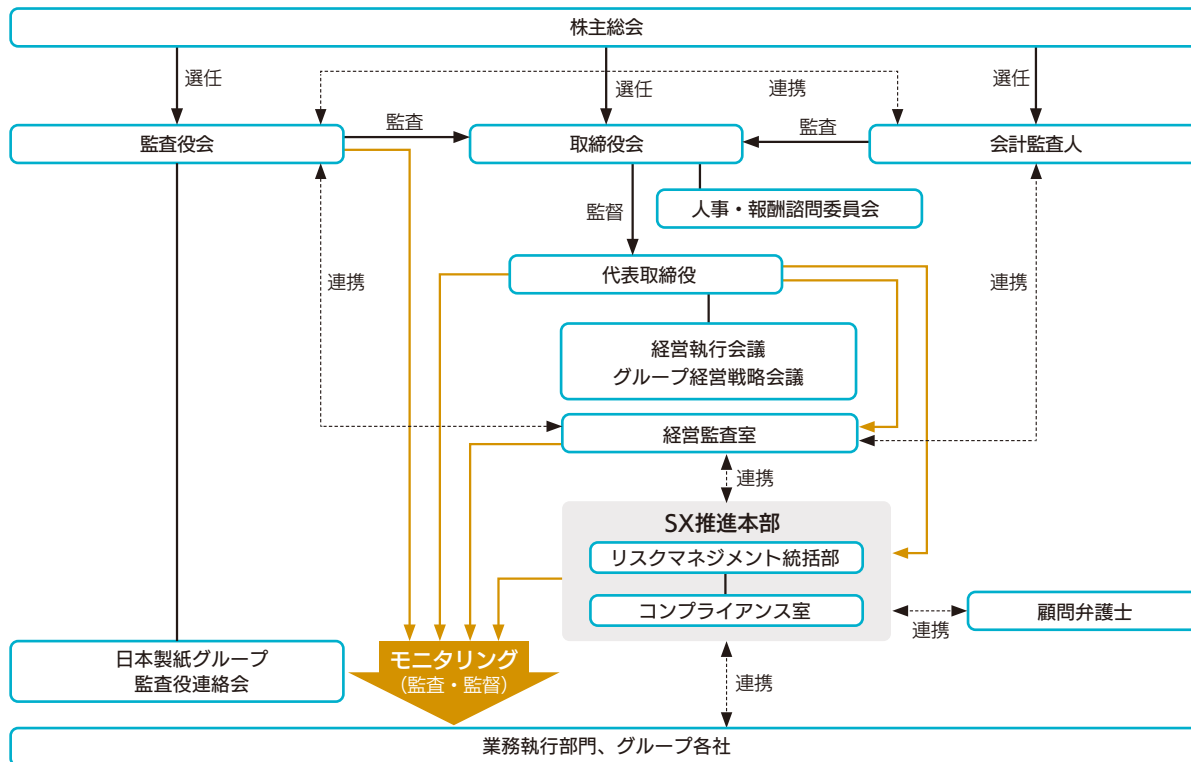 株主総会
選任
選任
連携
選任
監査役会
監査
取締役会
監査
会計監査人
監督
人事・報酬諮問委員会
代表取締役
連携
連携
経営執行会議
グループ経営戦略会議
経営監査室
連携
SX推進本部
リスクマネジメント統括部
コンプライアンス室
連携
顧問弁護士
日本製紙グループ
監査役連絡会
モニタリング
（監査・監督）
連携
業務執行部門、グループ各社